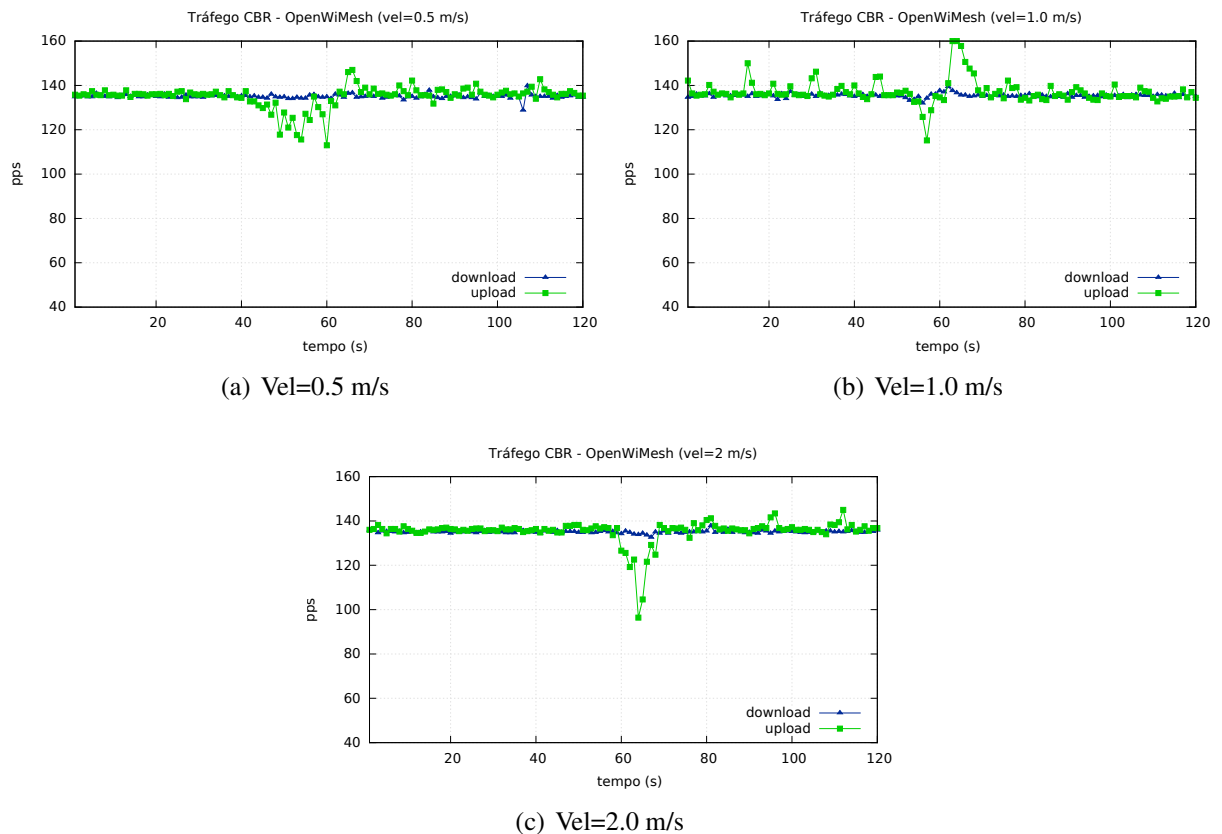 Tráfego CBR - OpenWiMesh (vel=0.5 m/s)
160
140
120
100
80
60
40
pps
download
upload
20 40 60 80 100 120
tempo (s)
(a) Vel=0.5 m/s
Tráfego CBR - OpenWiMesh (vel=1.0 m/s)
160
140
120
100
80
60
40
pps
download
upload
20 40 60 80 100 120
tempo (s)
(b) Vel=1.0 m/s
Tráfego CBR - OpenWiMesh (vel=2 m/s)
160
140
120
100
80
60
40
pps
download
upload
20 40 60 80 100 120
tempo (s)
(c) Vel=2.0 m/s